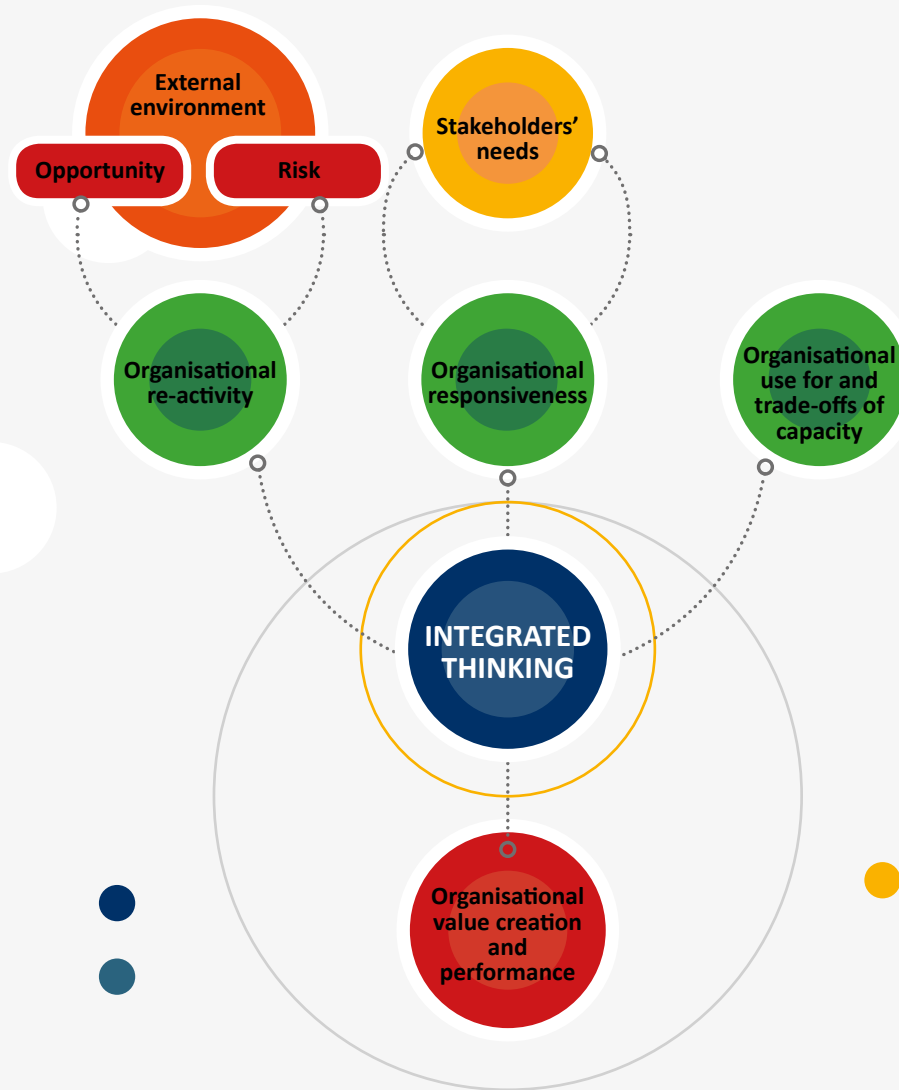 External
environment
Opportunity
Risk
Stakeholders’
needs
Organisational
re-activity
Organisational
responsiveness
Organisational
use for and
trade-offs of
capacity
INTEGRATED
THINKING
Organisational
value creation
and
performance